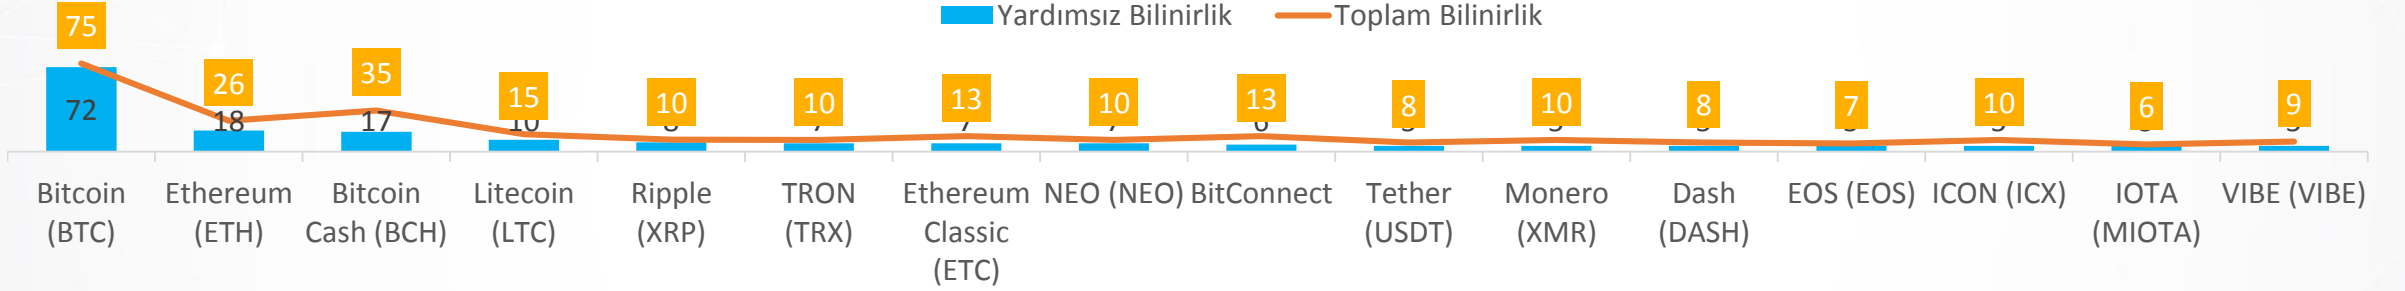 Yardımsız Bilinirlik Toplam Bilinirlik
75 26 35 15 10 10 13 10 13 8 10 8 7 10 6 9
72 18 17 10
Bitcoin Ethereum Bitcoin Litecoin Ripple TRON Ethereum NEO (NEO) BitConnect Tether Monero Dash EOS (EOS) ICON (ICX) IOTA VIBE (VIBE)
(BTC) (ETH) Cash (BCH) (LTC) (XRP) (TRX) Classic (USDT) (XMR) (DASH) (MIOTA)
(ETC)